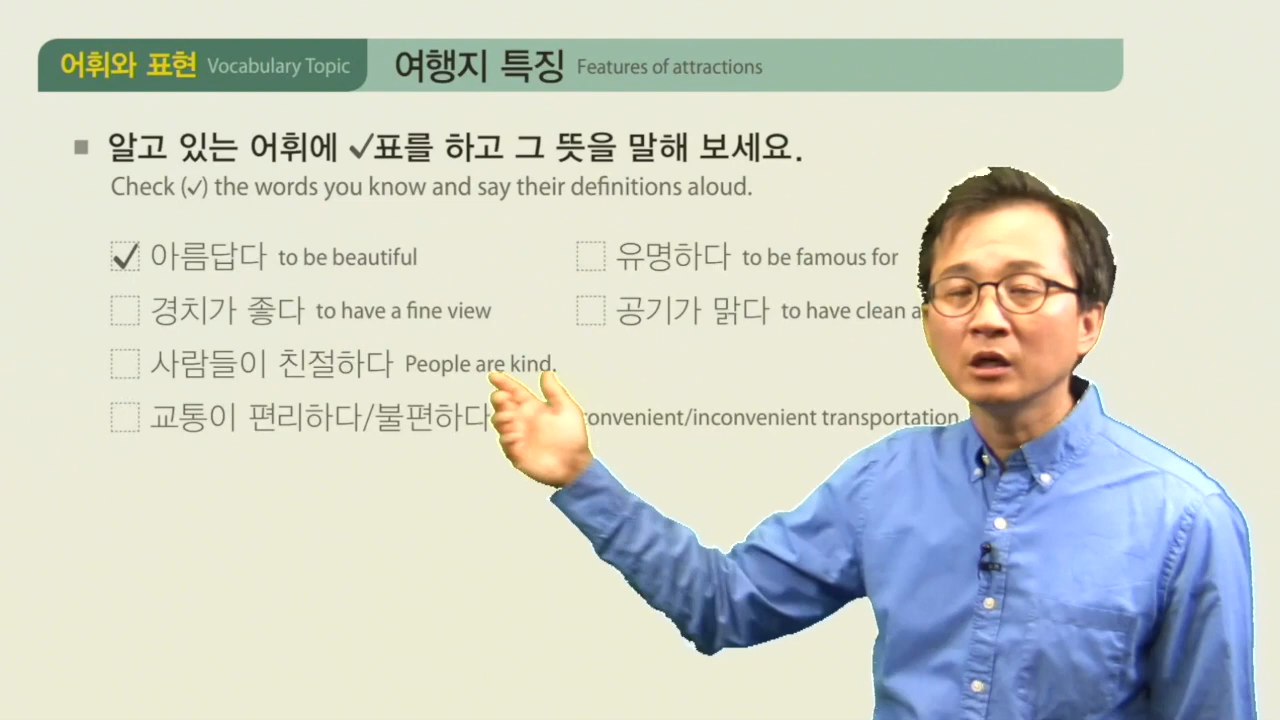 어휘와 표현 Vocabulary Topic 여행지 특징 Features of attractions
알고 있는 어휘에 ✓표를 하고 그 뜻을 말해 보세요.
Check (✓) the words you know and say their definitions aloud.
아름답다 to be beautiful 유명하다 to be famous for
경치가 좋다 to have a fine view 공기가 맑다 to have clean
사람들이 친절하다 People are kind.
교통이 편리하다/불편하다 convenient/inconvenient transportation